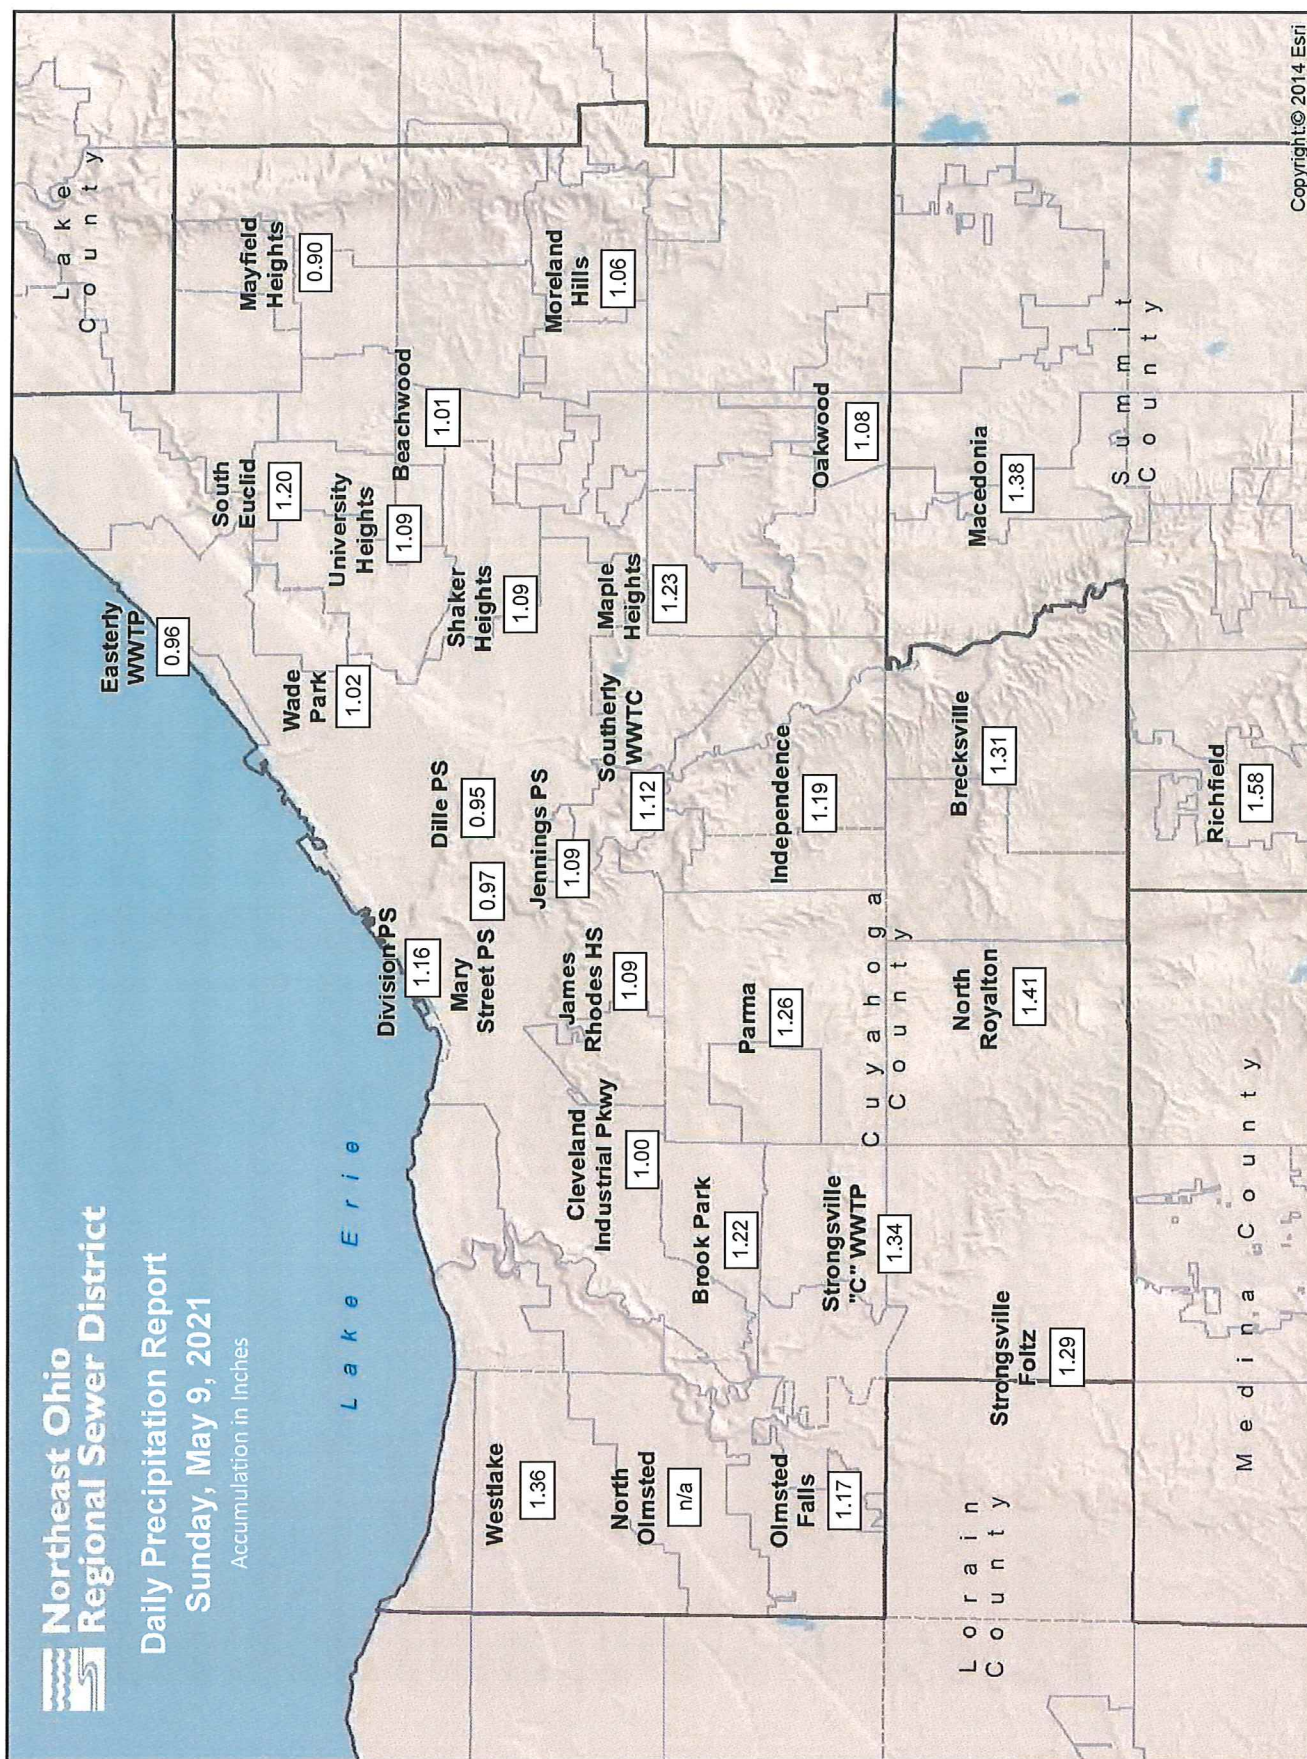 Northeast Ohio
Regional Sewer District
Daily Precipitation Report
Sunday, May 9, 2021
Accumulation in Inches
Lake Erie
Lake
County
Easterly
WWTP
0.96
South
Euclid
1.20
Mayfield
Heights
0.90
Wade
Park
1.02
University
Heights
1.09
Beachwood
1.01
Division PS
1.16
Dille PS
0.95
Shaker
Heights
1.09
Mary
Street PS
0.97
Westlake
1.36
Jennings PS
1.09
Moreland
Hills
1.06
Cleveland
Industrial Pkwy
1.00
James
Rhodes HS
1.09
Southerly
WWTC
1.12
Maple
Heights
1.23
North
Olmsted
n/a
Brook Park
1.22
Parma
1.26
Independence
1.19
Olmsted
Falls
1.17
Strongsville
"C" WWTP
1.34
Oakwood
1.08
Cuyahoga
County
Lorain
County
Strongsville
Foltz
1.29
North
Royalton
1.41
Brecksville
1.31
Macedonia
1.38
Summit
County
Richfield
1.58
Medina County
Copyright:© 2014 Esri